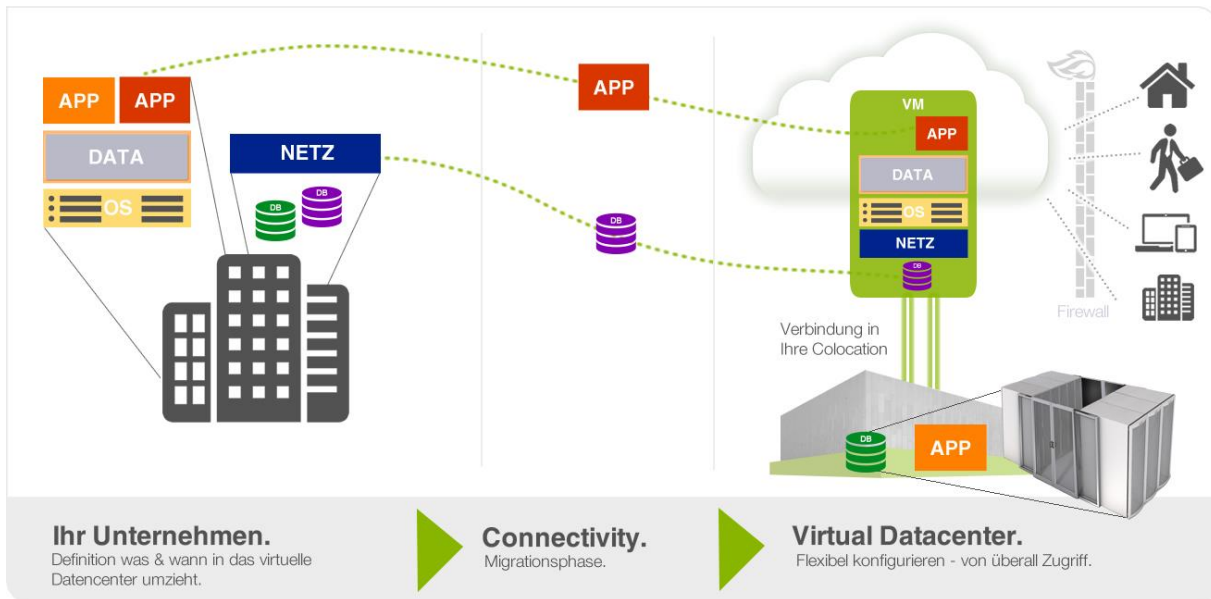 APP
APP
DATA
OS
NETZ
DB
DB
APP
DB
VM
APP
DATA
OS
NETZ
DB
Firewall
Verbindung in
Ihre Colocation
DB
APP
Ihr Unternehmen.
Definition was & wann in das virtuelle
Datencenter umzieht.
Connectivity.
Migrationsphase.
Virtual Datacenter.
Flexibel konfigurieren - von überall Zugriff.